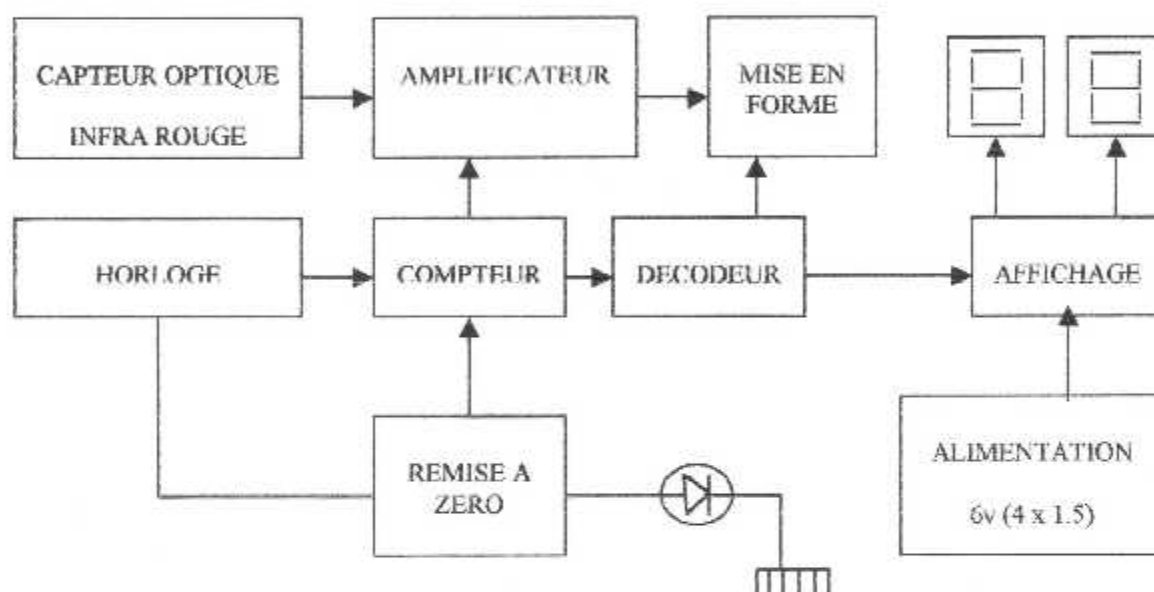 CAPTEUR OPTIQUE
INFRA ROUGE
AMPLIFICATEUR
MISE EN
FORME
HORLOGE
COMPTEUR
DECODEUR
AFFICHAGE
REMISE A
ZERO
ALIMENTATION
6v (4 x 1.5)